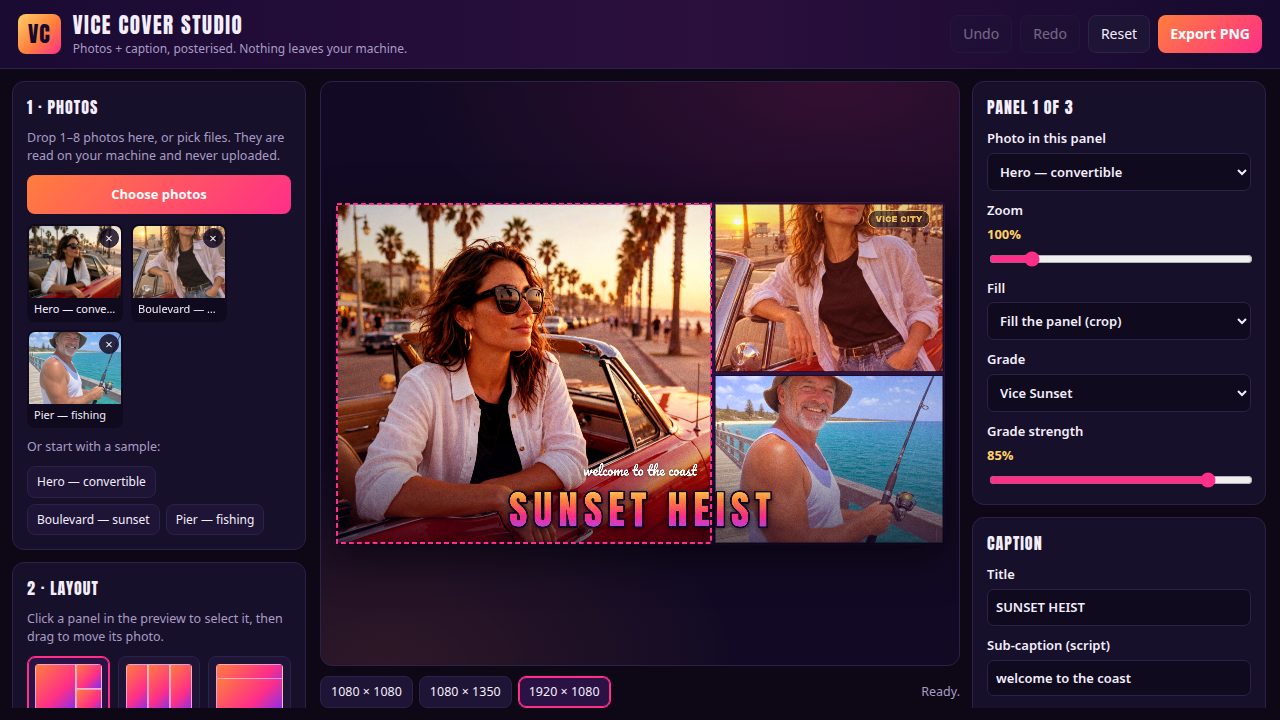 VC
VICE COVER STUDIO
Photos + caption, posterised. Nothing leaves your machine.
Undo
Redo
Reset
Export PNG
1 · PHOTOS
Drop 1–8 photos here, or pick files. They are
read on your machine and never uploaded.
Choose photos
Hero — conve...
Boulevard — ...
Pier — fishing
Or start with a sample:
Hero — convertible
Boulevard — sunset
Pier — fishing
2 · LAYOUT
Click a panel in the preview to select it, then
drag to move its photo.
VICE CITY
welcome to the coast
SUNSET HEIST
1080 × 1080
1080 × 1350
1920 × 1080
Ready.
PANEL 1 OF 3
Photo in this panel
Hero — convertible
Zoom
100%
Fill
Fill the panel (crop)
Grade
Vice Sunset
Grade strength
85%
CAPTION
Title
SUNSET HEIST
Sub-caption (script)
welcome to the coast